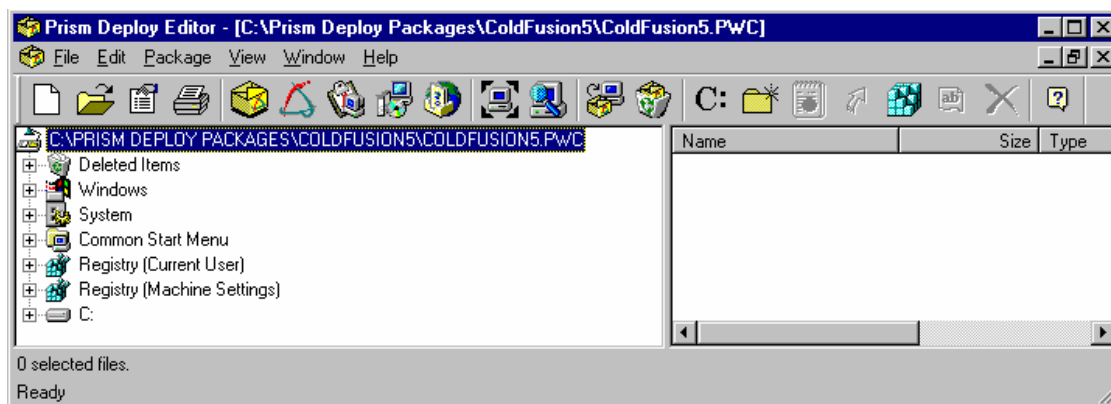 Prism Deploy Editor - [C:\Prism Deploy Packages\ColdFusion5\ColdFusion5.PWC]
File Edit Package View Window Help
C:
C:\PRISM DEPLOY PACKAGES\COLDFUSION5\COLDFUSION5.PWC
Name Size Type
Deleted Items
Windows
System
Common Start Menu
Registry (Current User)
Registry (Machine Settings)
C:
0 selected files.
Ready